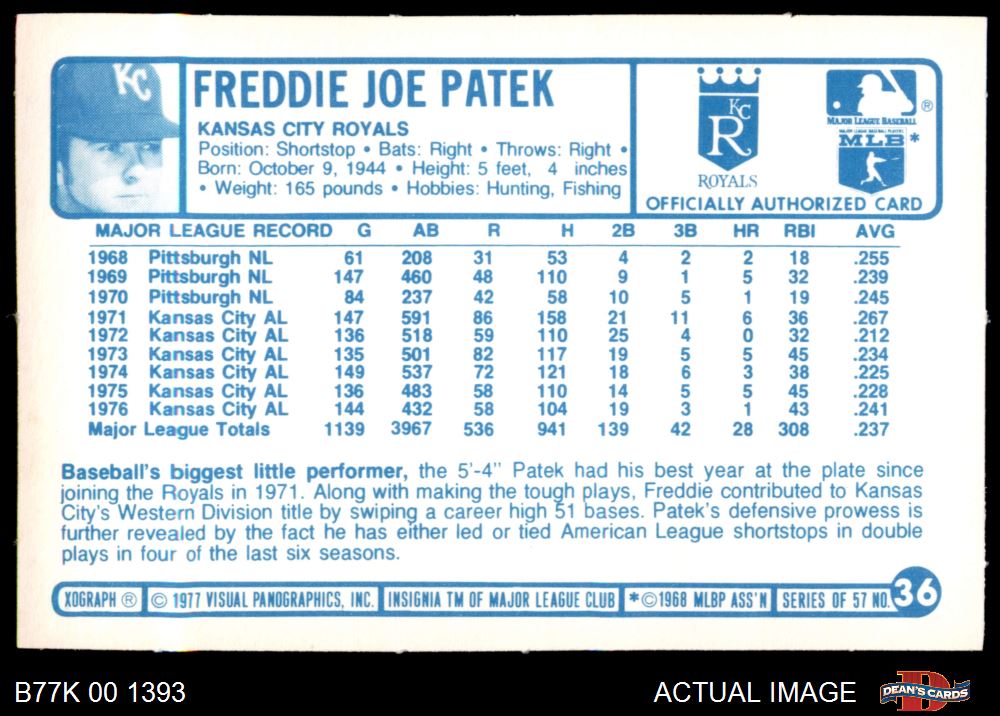 KC
FREDDIE JOE PATEK
KANSAS CITY ROYALS
Position: Shortstop • Bats: Right • Throws: Right •
Born: October 9, 1944 • Height: 5 feet, 4 inches
• Weight: 165 pounds • Hobbies: Hunting, Fishing
KC
R
ROYALS
®
MAJOR LEAGUE BASEBALL
MAJOR LEAGUE BASEBALL PLAYERS
MLB *
OFFICIALLY AUTHORIZED CARD
MAJOR LEAGUE RECORD G AB R H 2B 3B HR RBI AVG
1968 Pittsburgh NL 61 208 31 53 4 2 2 18 .255
1969 Pittsburgh NL 147 460 48 110 9 1 5 32 .239
1970 Pittsburgh NL 84 237 42 58 10 5 1 19 .245
1971 Kansas City AL 147 591 86 158 21 11 6 36 .267
1972 Kansas City AL 136 518 59 110 25 4 0 32 .212
1973 Kansas City AL 135 501 82 117 19 5 5 45 .234
1974 Kansas City AL 149 537 72 121 18 6 3 38 .225
1975 Kansas City AL 136 483 58 110 14 5 5 45 .228
1976 Kansas City AL 144 432 58 104 19 3 1 43 .241
Major League Totals 1139 3967 536 941 139 42 28 308 .237
Baseball's biggest little performer, the 5'-4" Patek had his best year at the plate since
joining the Royals in 1971. Along with making the tough plays, Freddie contributed to Kansas
City's Western Division title by swiping a career high 51 bases. Patek's defensive prowess is
further revealed by the fact he has either led or tied American League shortstops in double
plays in four of the last six seasons.
XOGRAPH ® © 1977 VISUAL PANOGRAPHICS, INC. INSIGNIA TM OF MAJOR LEAGUE CLUB *©1968 MLBP ASS'N SERIES OF 57 NO. 36
B77K 00 1393
ACTUAL IMAGE
DEAN'S CARDS